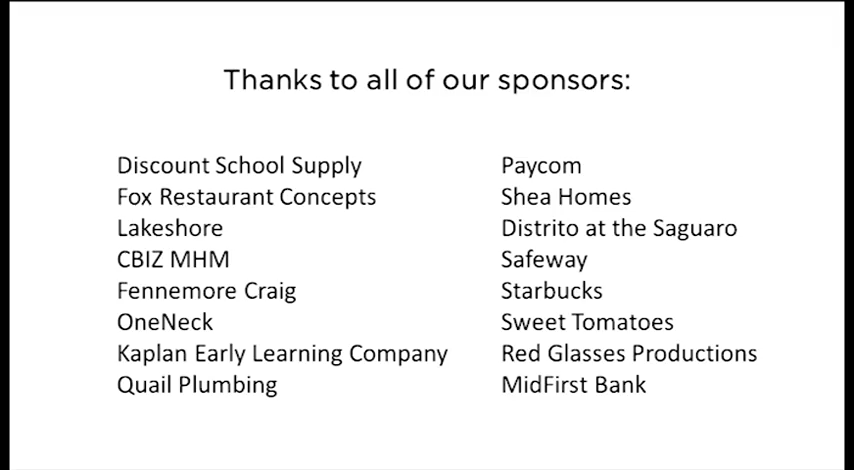 Thanks to all of our sponsors:
Discount School Supply
Fox Restaurant Concepts
Lakeshore
CBIZ MHM
Fennemore Craig
OneNeck
Kaplan Early Learning Company
Quail Plumbing
Paycom
Shea Homes
Distrito at the Saguaro
Safeway
Starbucks
Sweet Tomatoes
Red Glasses Productions
MidFirst Bank